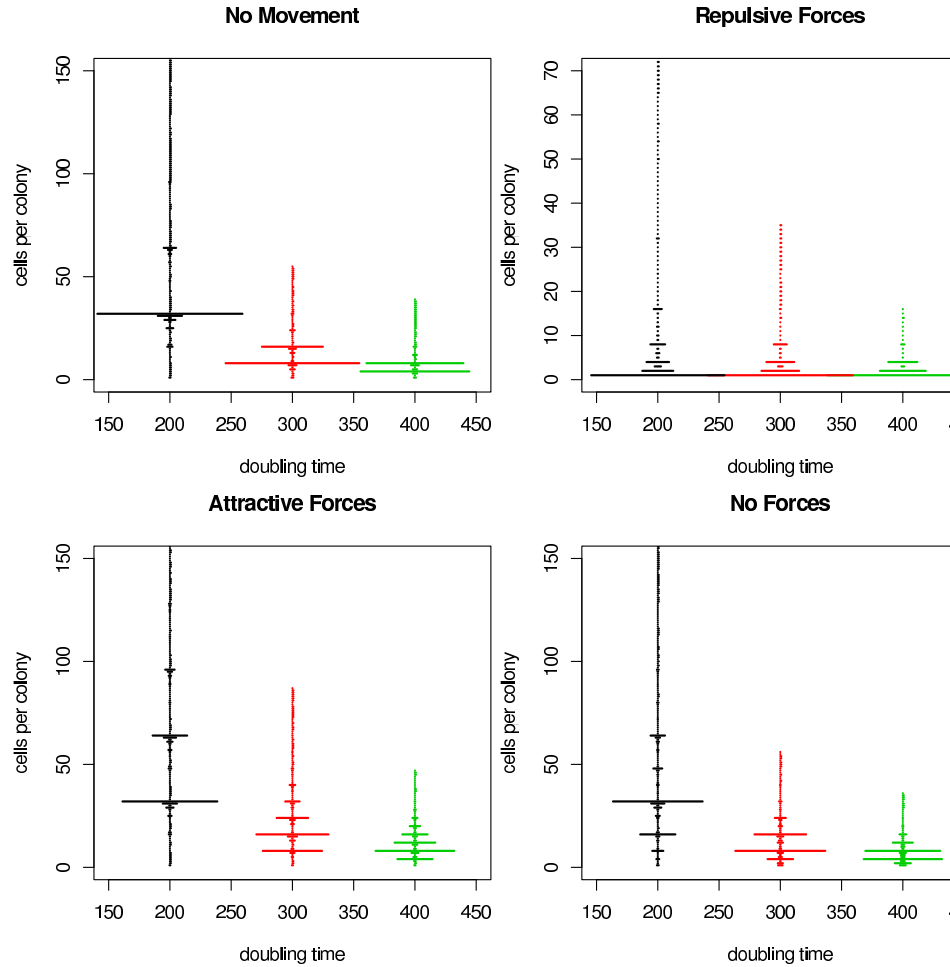 No Movement
cells per colony
0 50 100 150
150 200 250 300 350 400 450
doubling time
Repulsive Forces
cells per colony
0 10 20 30 40 50 60 70
150 200 250 300 350 400
doubling time
Attractive Forces
cells per colony
0 50 100 150
150 200 250 300 350 400 450
doubling time
No Forces
cells per colony
0 50 100 150
150 200 250 300 350 400
doubling time